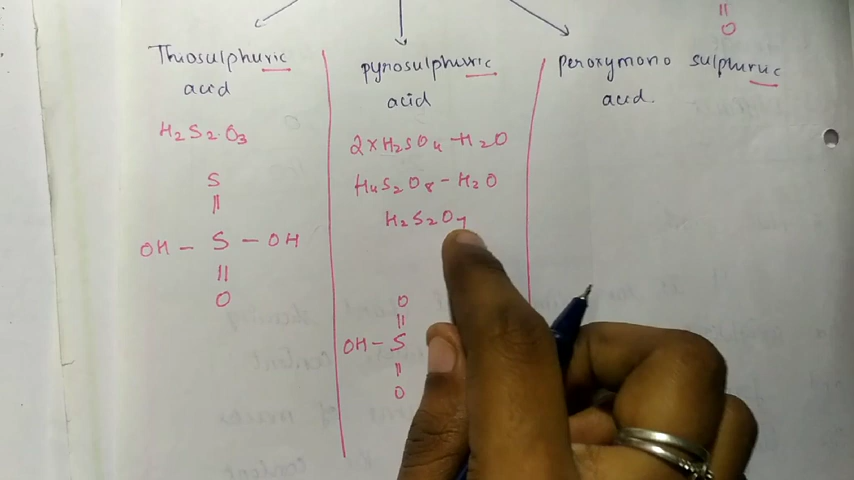 ||
O
Thiosulphuric
acid
H₂S₂O₃
S
||
OH - S - OH
||
O
pyrosulphuric
acid
2×H₂SO₄ - H₂O
H₄S₂O₈ - H₂O
H₂S₂O₇
O
||
OH - S
||
O
peroxymono sulphuric
acid.